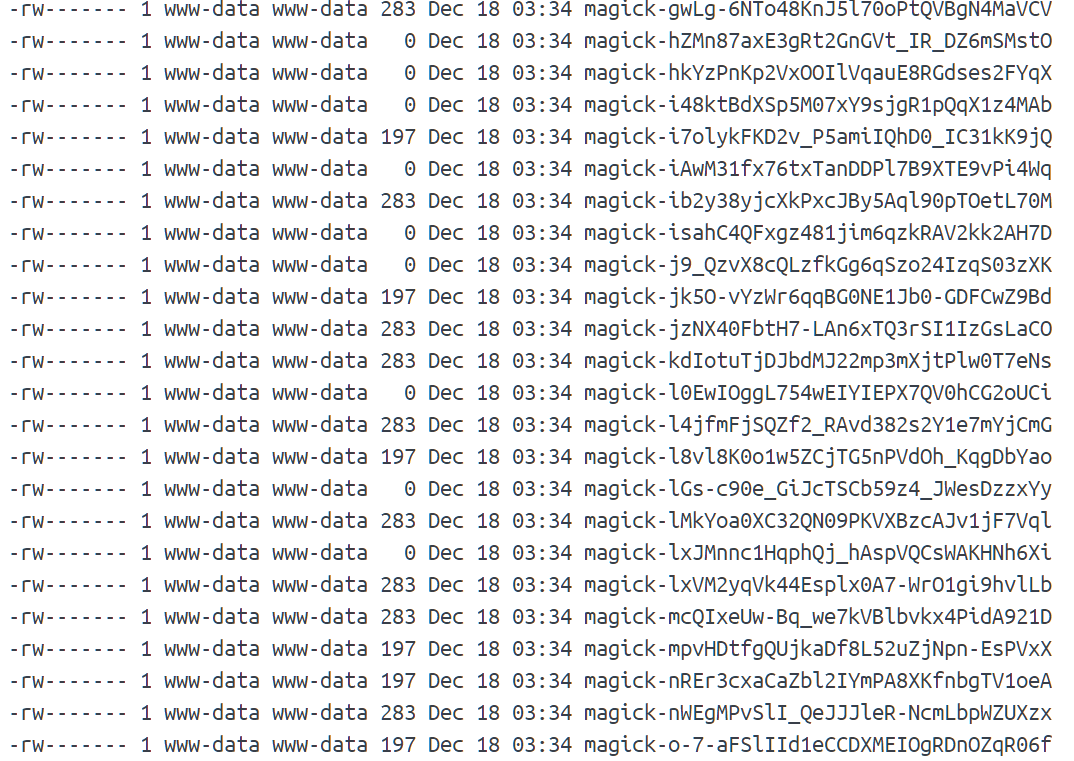 -rw------- 1 www-data www-data 283 Dec 18 03:34 magick-gwLg-6NTo48KnJ5l70oPtQVBgN4MaVCV
-rw------- 1 www-data www-data   0 Dec 18 03:34 magick-hZMn87axE3gRt2GnGVt_IR_DZ6mSMstO
-rw------- 1 www-data www-data   0 Dec 18 03:34 magick-hkYzPnKp2VxOOIlVqauE8RGdses2FYqX
-rw------- 1 www-data www-data   0 Dec 18 03:34 magick-i48ktBdXSp5M07xY9sjgR1pQqX1z4MAb
-rw------- 1 www-data www-data 197 Dec 18 03:34 magick-i7olykFKD2v_P5amiIQhD0_IC31kK9jQ
-rw------- 1 www-data www-data   0 Dec 18 03:34 magick-iAwM31fx76txTanDDPl7B9XTE9vPi4Wq
-rw------- 1 www-data www-data 283 Dec 18 03:34 magick-ib2y38yjcXkPxcJBy5Aql90pTOetL70M
-rw------- 1 www-data www-data   0 Dec 18 03:34 magick-isahC4QFxgz481jim6qzkRAV2kk2AH7D
-rw------- 1 www-data www-data   0 Dec 18 03:34 magick-j9_QzvX8cQLzfkGg6qSzo24IzqS03zXK
-rw------- 1 www-data www-data 197 Dec 18 03:34 magick-jk5O-vYzWr6qqBG0NE1Jb0-GDFCwZ9Bd
-rw------- 1 www-data www-data 283 Dec 18 03:34 magick-jzNX40FbtH7-LAn6xTQ3rSI1IzGsLaCO
-rw------- 1 www-data www-data 283 Dec 18 03:34 magick-kdIotuTjDJbdMJ22mp3mXjtPlw0T7eNs
-rw------- 1 www-data www-data   0 Dec 18 03:34 magick-l0EwIOggL754wEIYIEPX7QV0hCG2oUCi
-rw------- 1 www-data www-data 283 Dec 18 03:34 magick-l4jfmFjSQZf2_RAvd382s2Y1e7mYjCmG
-rw------- 1 www-data www-data 197 Dec 18 03:34 magick-l8vl8K0o1w5ZCjTG5nPVdOh_KqgDbYao
-rw------- 1 www-data www-data   0 Dec 18 03:34 magick-lGs-c90e_GiJcTSCb59z4_JWesDzzxYy
-rw------- 1 www-data www-data 283 Dec 18 03:34 magick-lMkYoa0XC32QN09PKVXBzcAJv1jF7Vql
-rw------- 1 www-data www-data   0 Dec 18 03:34 magick-lxJMnnc1HqphQj_hAspVQCsWAKHNh6Xi
-rw------- 1 www-data www-data 283 Dec 18 03:34 magick-lxVM2yqVk44Esplx0A7-WrO1gi9hvlLb
-rw------- 1 www-data www-data 283 Dec 18 03:34 magick-mcQIxeUw-Bq_we7kVBlbvkx4PidA921D
-rw------- 1 www-data www-data 197 Dec 18 03:34 magick-mpvHDtfgQUjkaDf8L52uZjNpn-EsPVxX
-rw------- 1 www-data www-data 197 Dec 18 03:34 magick-nREr3cxaCaZbl2IYmPA8XKfnbgTV1oeA
-rw------- 1 www-data www-data 283 Dec 18 03:34 magick-nWEgMPvSlI_QeJJJleR-NcmLbpWZUXzx
-rw------- 1 www-data www-data 197 Dec 18 03:34 magick-o-7-aFSlIId1eCCDXMEIOgRDnOZqR06f